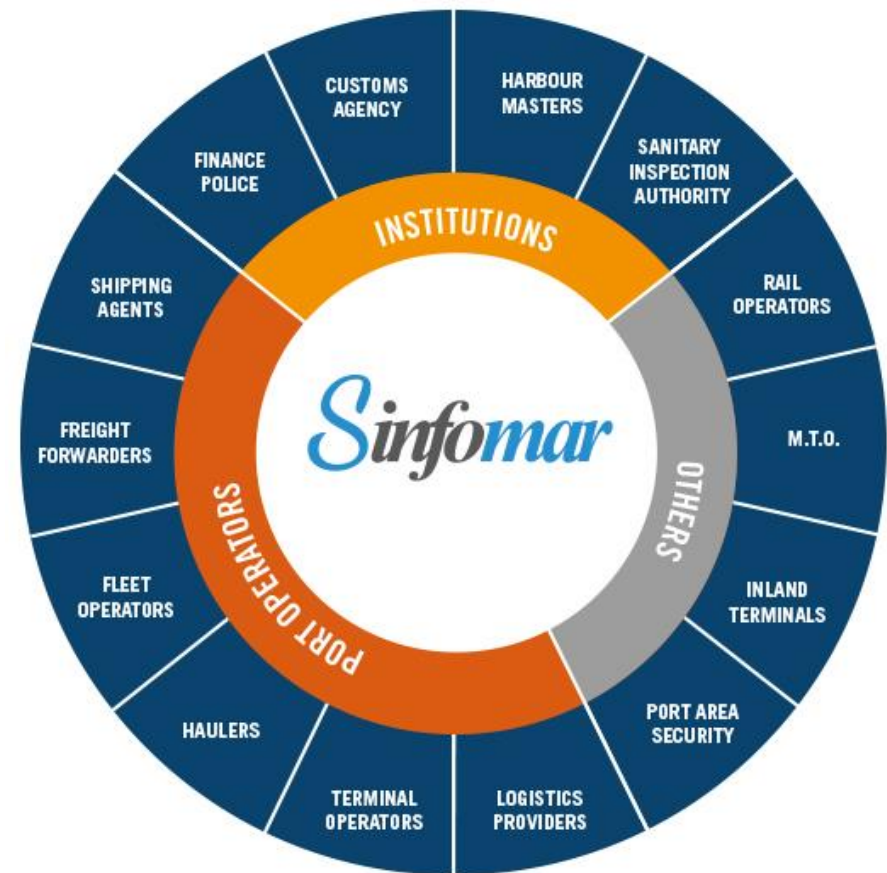 CUSTOMS
AGENCY
HARBOUR
MASTERS
SANITARY
INSPECTION
AUTHORITY
RAIL
OPERATORS
M.T.O.
INLAND
TERMINALS
PORT AREA
SECURITY
LOGISTICS
PROVIDERS
TERMINAL
OPERATORS
HAULERS
FLEET
OPERATORS
FREIGHT
FORWARDERS
SHIPPING
AGENTS
FINANCE
POLICE
INSTITUTIONS
OTHERS
PORT OPERATORS
Sinfomar